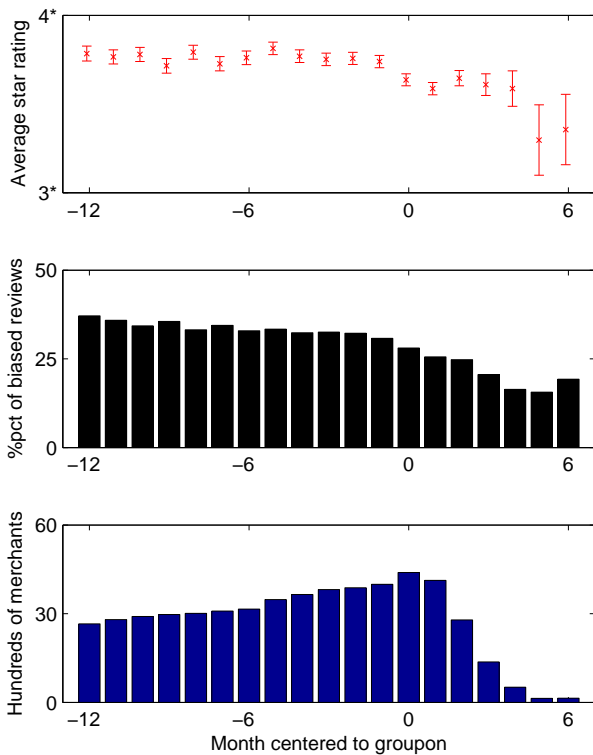 Average star rating
4*
3*
−12 −6 0 6
%pct of biased reviews
50
25
0
−12 −6 0 6
Hundreds of merchants
60
30
0
−12 −6 0 6
Month centered to groupon